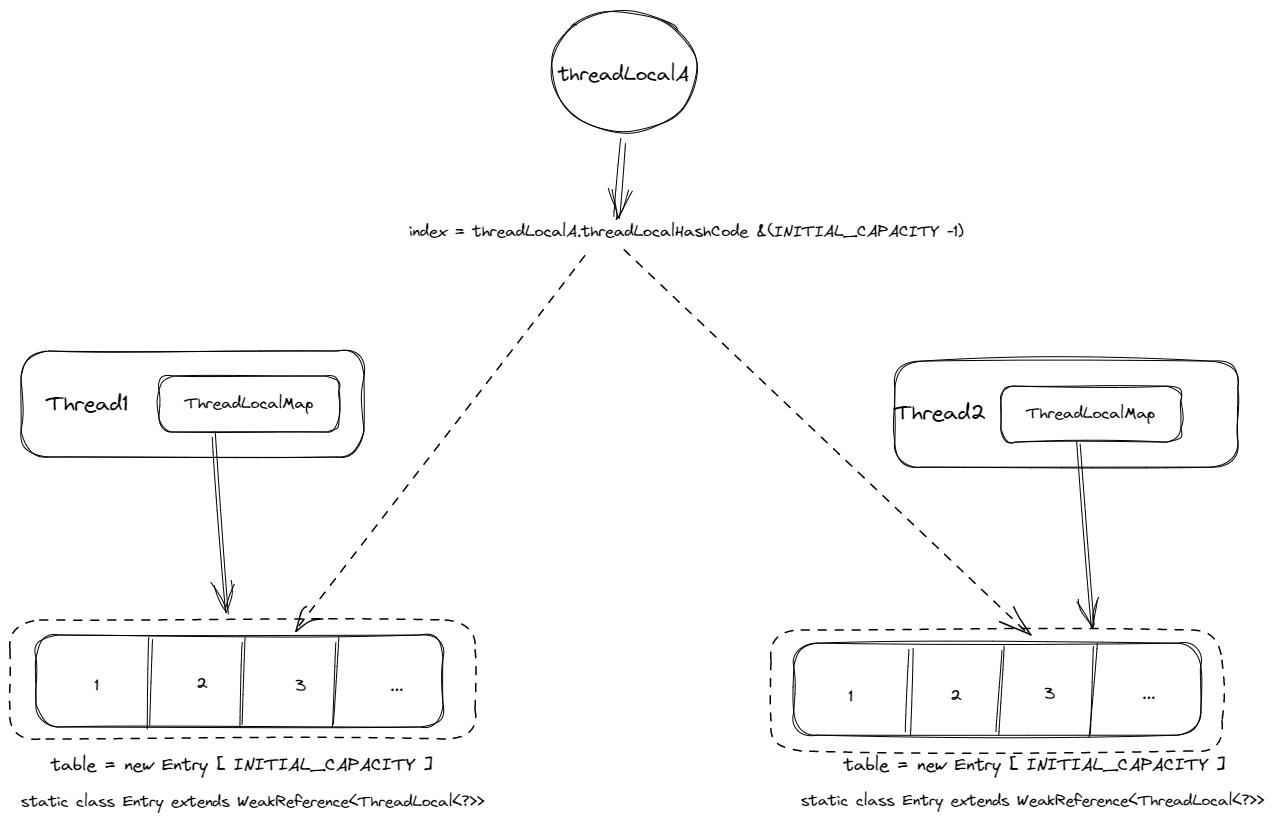 threadLocalA
index = threadLocalA.threadLocalHashCode &(INITIAL_CAPACITY -1)
Thread1
ThreadLocalMap
Thread2
ThreadLocalMap
1 2 3 ...
1 2 3 ...
table = new Entry [ INITIAL_CAPACITY ]
table = new Entry [ INITIAL_CAPACITY ]
static class Entry extends WeakReference<ThreadLocal<?>>
static class Entry extends WeakReference<ThreadLocal<?>>